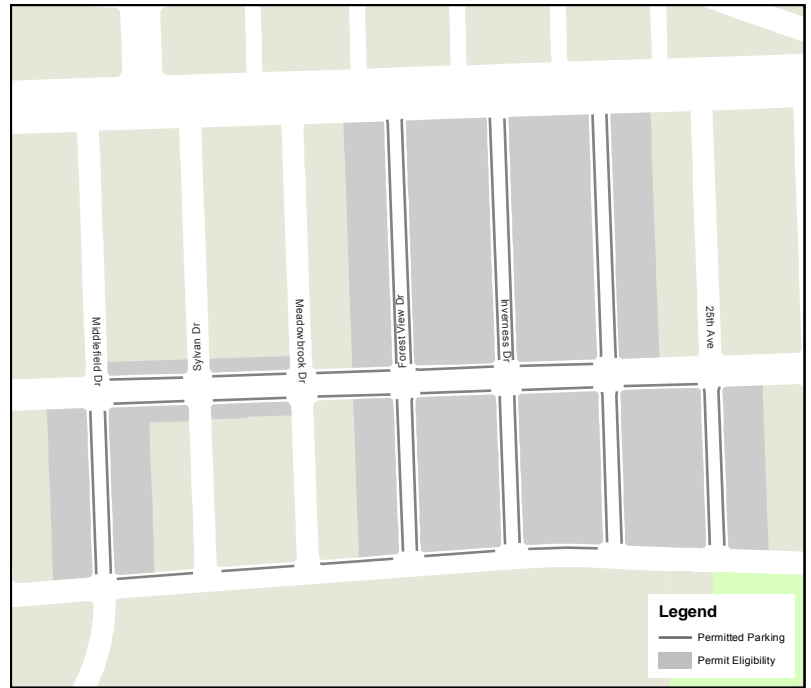 Middlefield Dr
Sylvan Dr
Meadowbrook Dr
Forest View Dr
Inverness Dr
25th Ave
Legend
Permitted Parking
Permit Eligibility